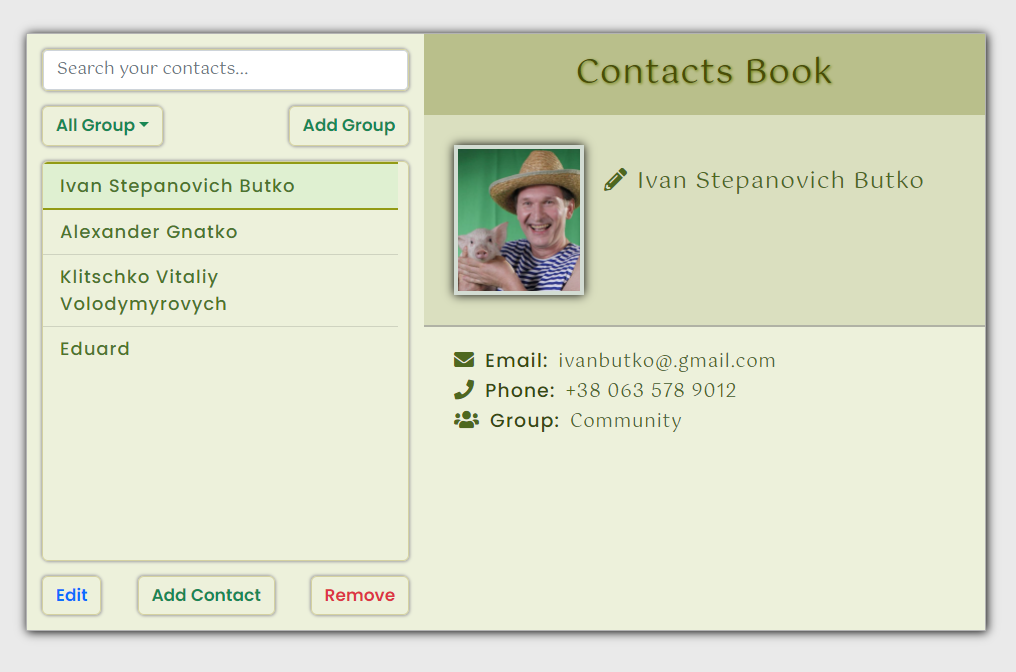 Search your contacts...
All Group
Add Group
Ivan Stepanovich Butko
Alexander Gnatko
Klitschko Vitaliy
Volodymyrovych
Eduard
Edit
Add Contact
Remove
Contacts Book
Ivan Stepanovich Butko
Email: ivanbutko@.gmail.com
Phone: +38 063 578 9012
Group: Community